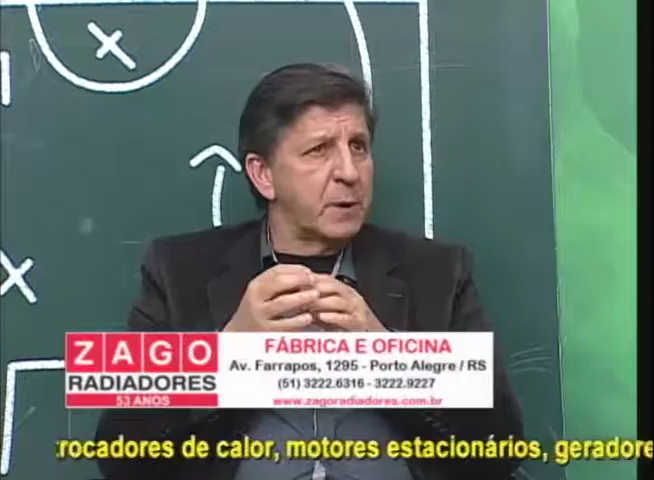 ZAGO
RADIADORES
53 ANOS
FÁBRICA E OFICINA
Av. Farrapos, 1295 - Porto Alegre / RS
(51) 3222.6316 - 3222.9227
www.zagoradiadores.com.br
rocadores de calor, motores estacionários, gerador